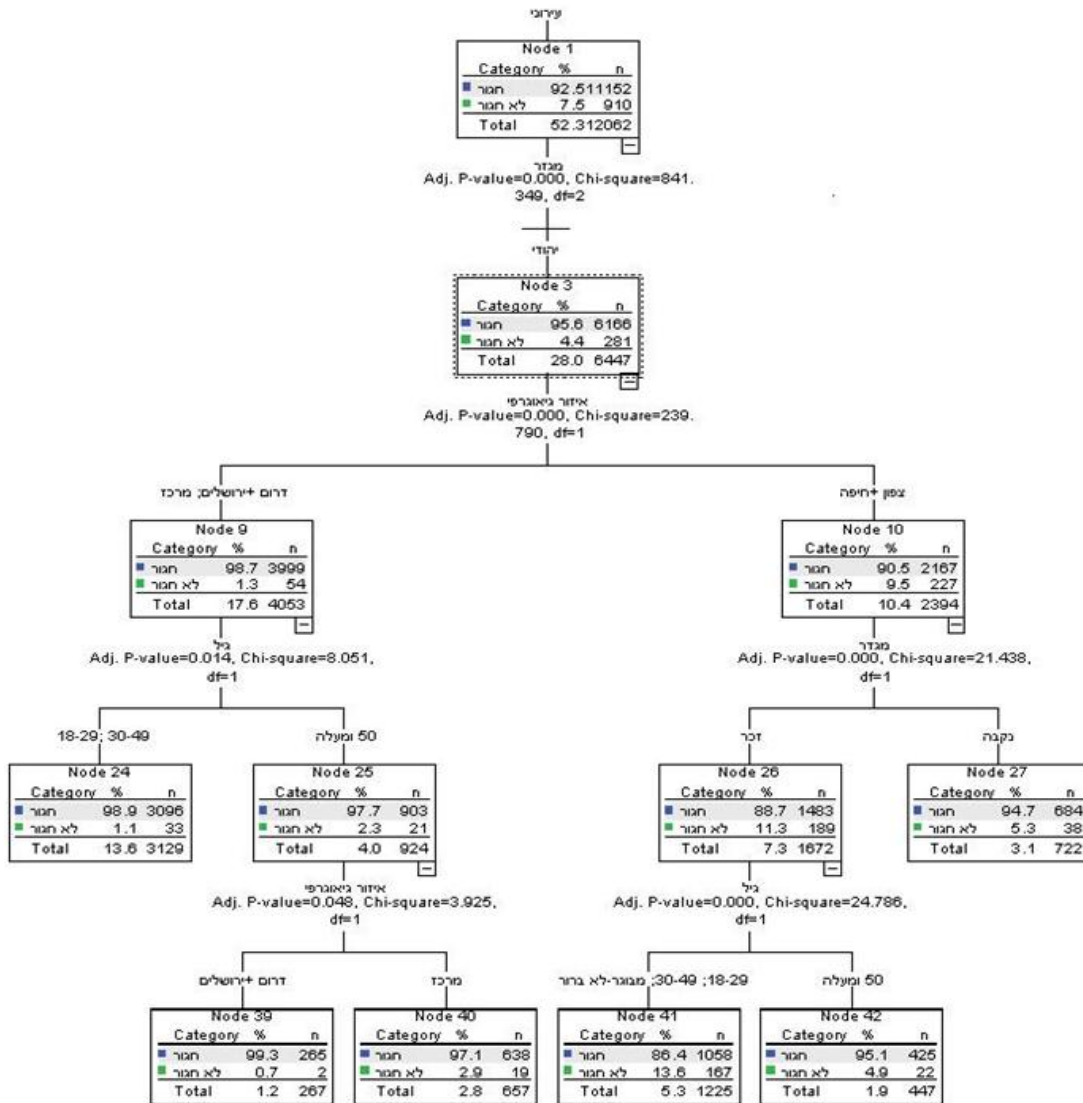 עירוני
Node 1
Category % n
חגור 92.5 11152
לא חגור 7.5 910
Total 52.3 12062
מגזר
Adj. P-value=0.000, Chi-square=841.
349, df=2
יהודי
Node 3
Category % n
חגור 95.6 6166
לא חגור 4.4 281
Total 28.0 6447
איזור גיאוגרפי
Adj. P-value=0.000, Chi-square=239.
790, df=1
דרום +ירושלים; מרכז
Node 9
Category % n
חגור 98.7 3999
לא חגור 1.3 54
Total 17.6 4053
גיל
Adj. P-value=0.014, Chi-square=8.051,
df=1
צפון +חיפה
Node 10
Category % n
חגור 90.5 2167
לא חגור 9.5 227
Total 10.4 2394
מגדר
Adj. P-value=0.000, Chi-square=21.438,
df=1
18-29; 30-49
Node 24
Category % n
חגור 98.9 3096
לא חגור 1.1 33
Total 13.6 3129
50 ומעלה
Node 25
Category % n
חגור 97.7 903
לא חגור 2.3 21
Total 4.0 924
איזור גיאוגרפי
Adj. P-value=0.048, Chi-square=3.925,
df=1
זכר
Node 26
Category % n
חגור 88.7 1483
לא חגור 11.3 189
Total 7.3 1672
גיל
Adj. P-value=0.000, Chi-square=24.786,
df=1
נקבה
Node 27
Category % n
חגור 94.7 684
לא חגור 5.3 38
Total 3.1 722
דרום +ירושלים
Node 39
Category % n
חגור 99.3 265
לא חגור 0.7 2
Total 1.2 267
מרכז
Node 40
Category % n
חגור 97.1 638
לא חגור 2.9 19
Total 2.8 657
18-29; 30-49; מבוגר-לא ברור
Node 41
Category % n
חגור 86.4 1058
לא חגור 13.6 167
Total 5.3 1225
50 ומעלה
Node 42
Category % n
חגור 95.1 425
לא חגור 4.9 22
Total 1.9 447